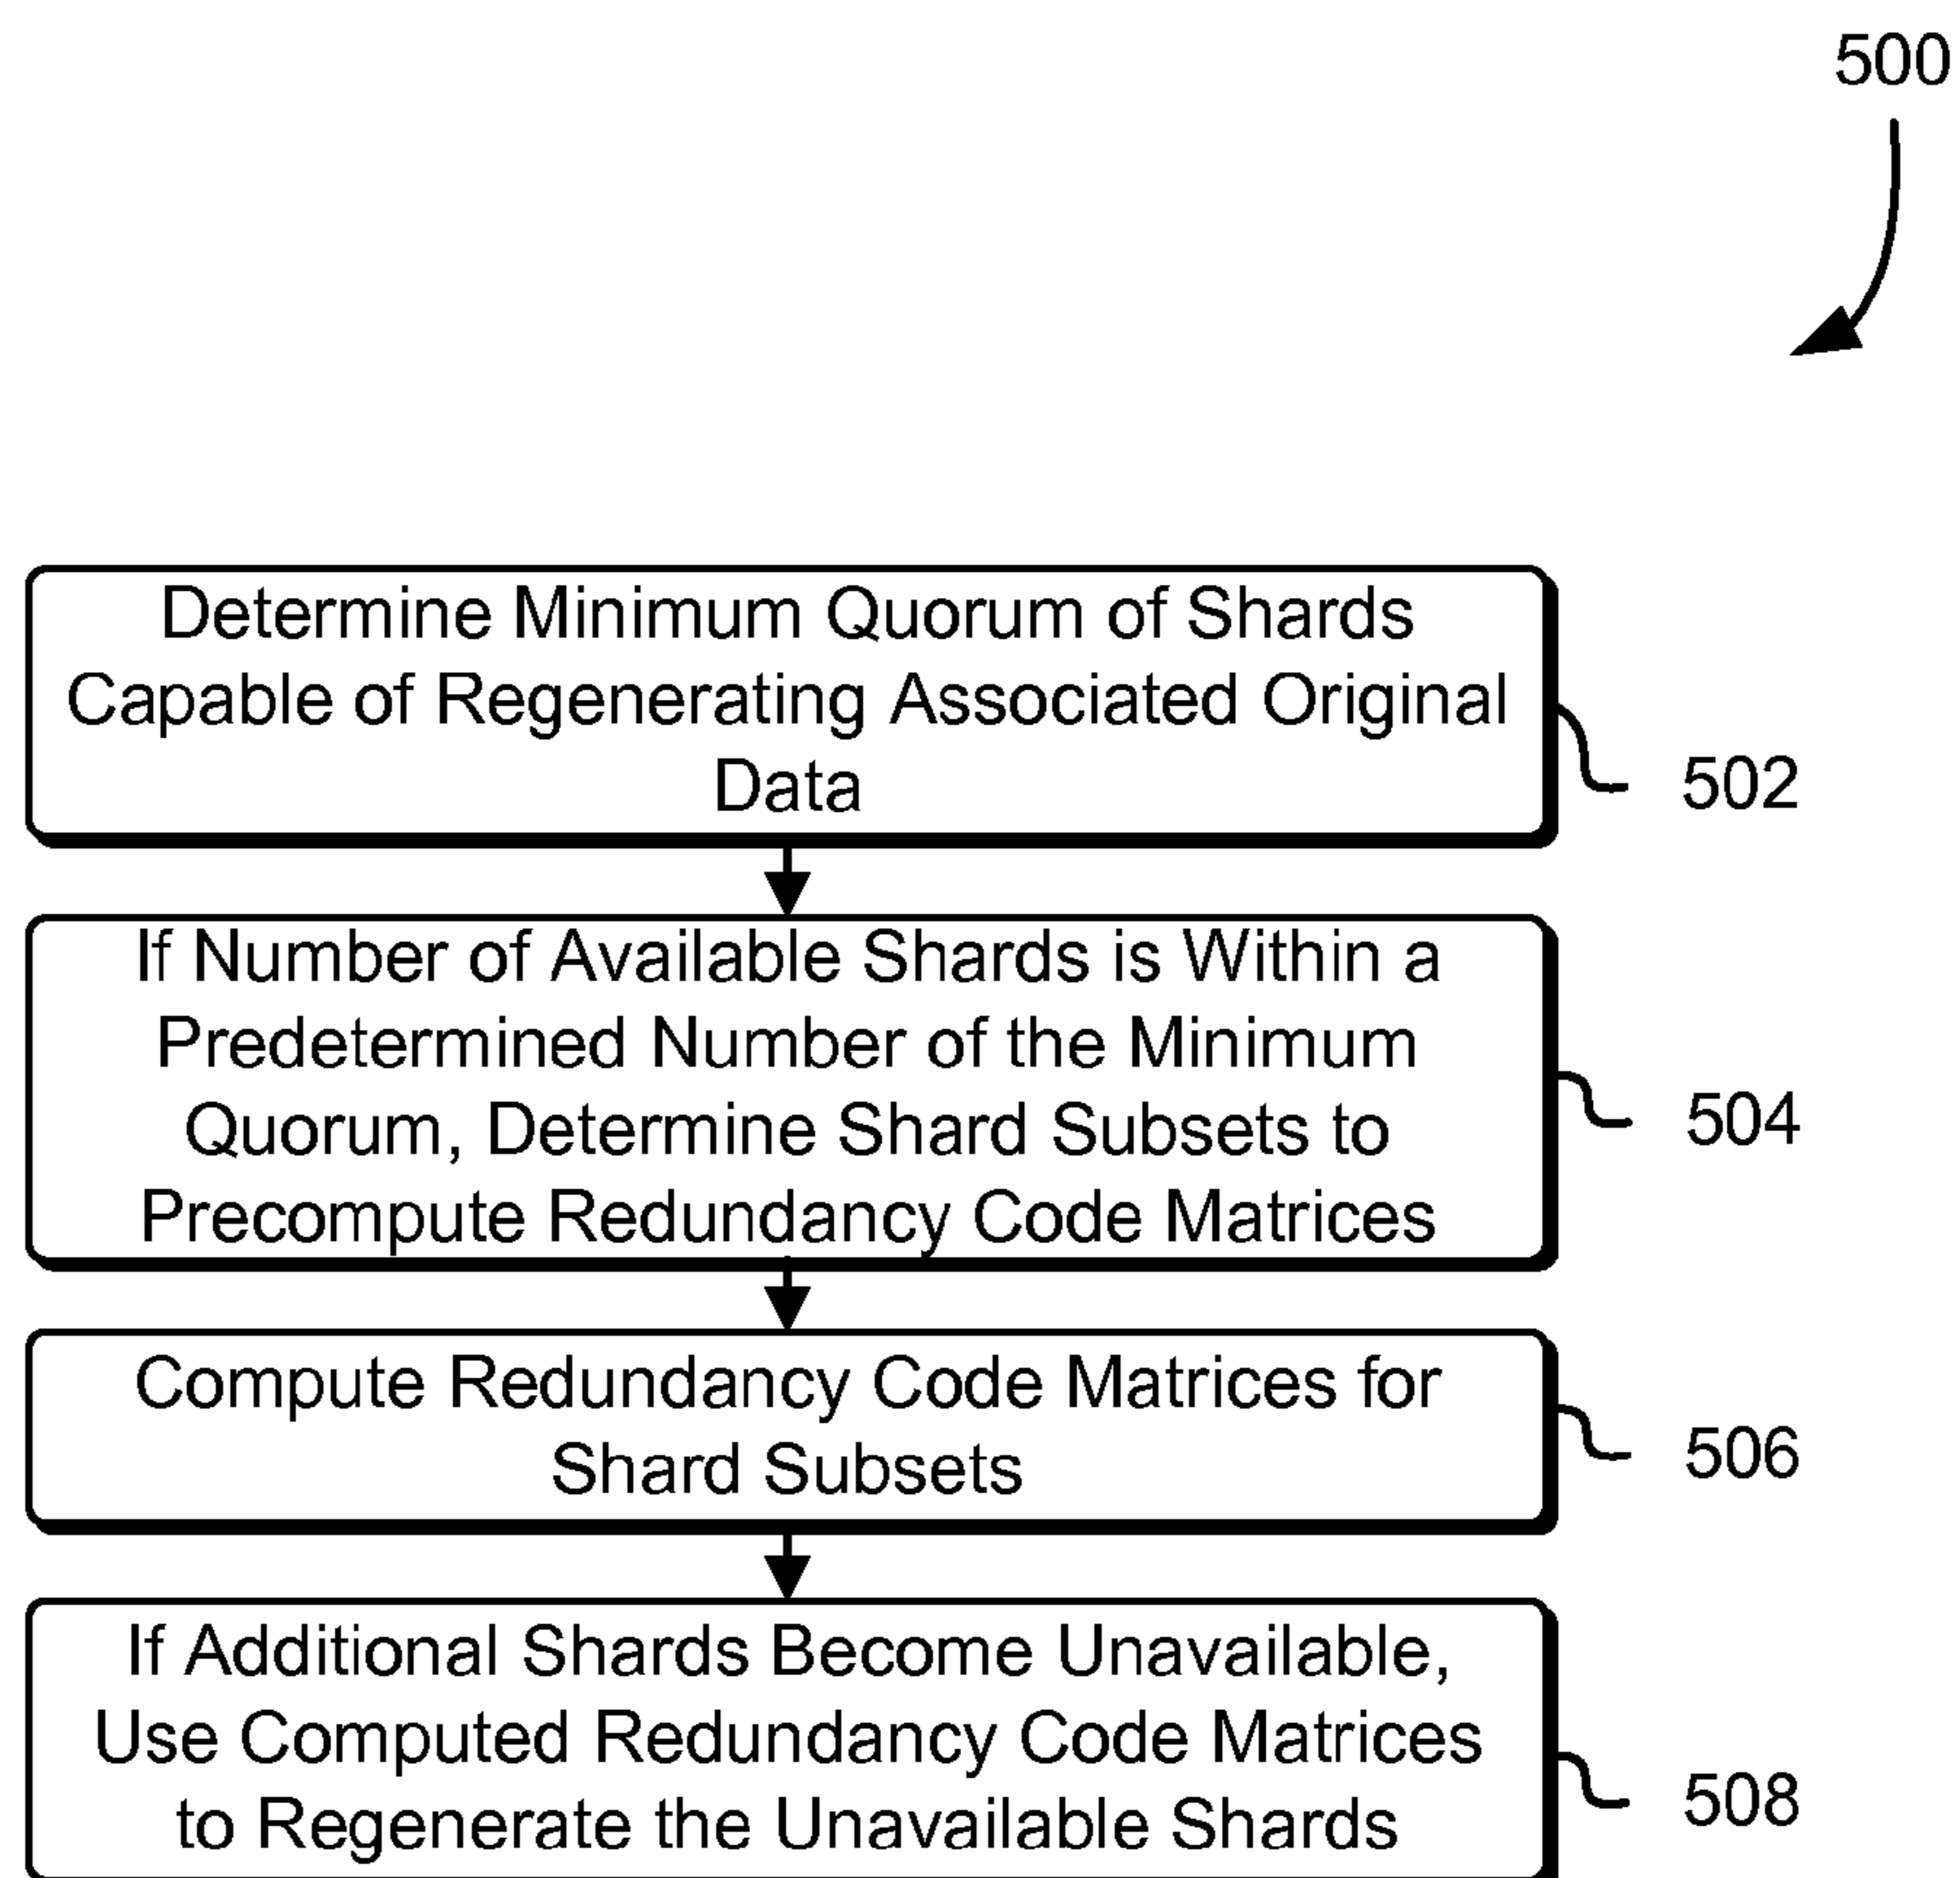 500
Determine Minimum Quorum of Shards
Capable of Regenerating Associated Original
Data
502
If Number of Available Shards is Within a
Predetermined Number of the Minimum
Quorum, Determine Shard Subsets to
Precompute Redundancy Code Matrices
504
Compute Redundancy Code Matrices for
Shard Subsets
506
If Additional Shards Become Unavailable,
Use Computed Redundancy Code Matrices
to Regenerate the Unavailable Shards
508